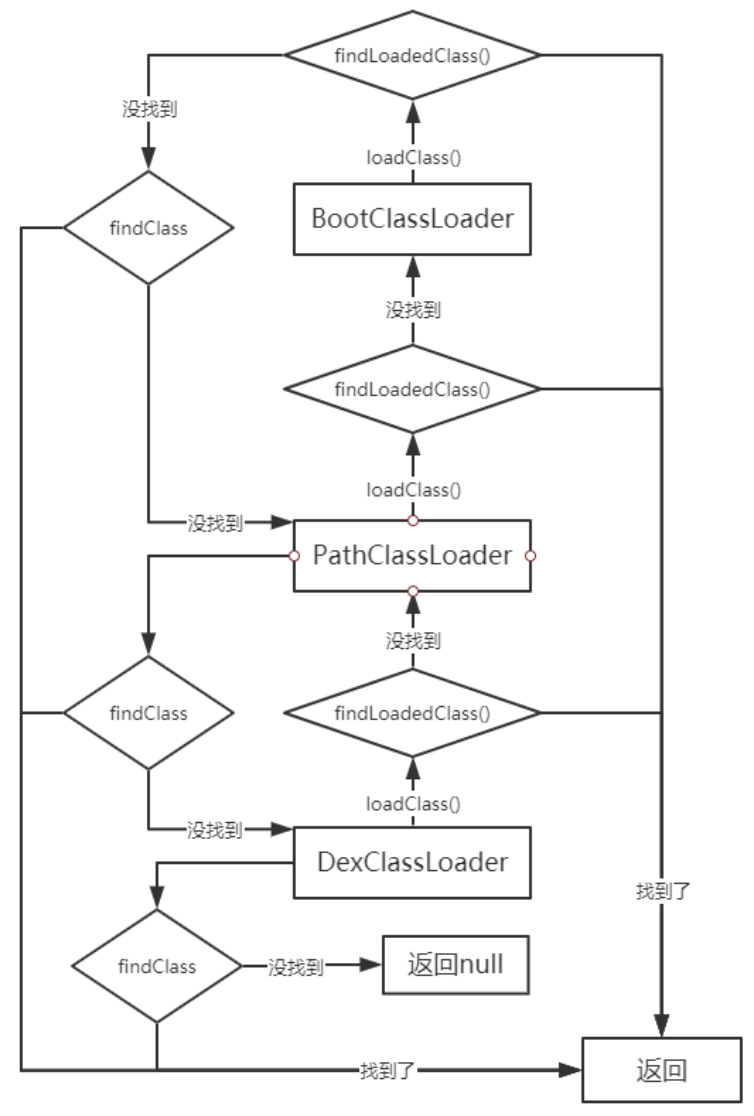 findLoadedClass()
没找到
loadClass()
BootClassLoader
findClass
没找到
findLoadedClass()
loadClass()
没找到
PathClassLoader
没找到
findClass
findLoadedClass()
loadClass()
没找到
DexClassLoader
找到了
findClass
没找到
返回null
找到了
返回